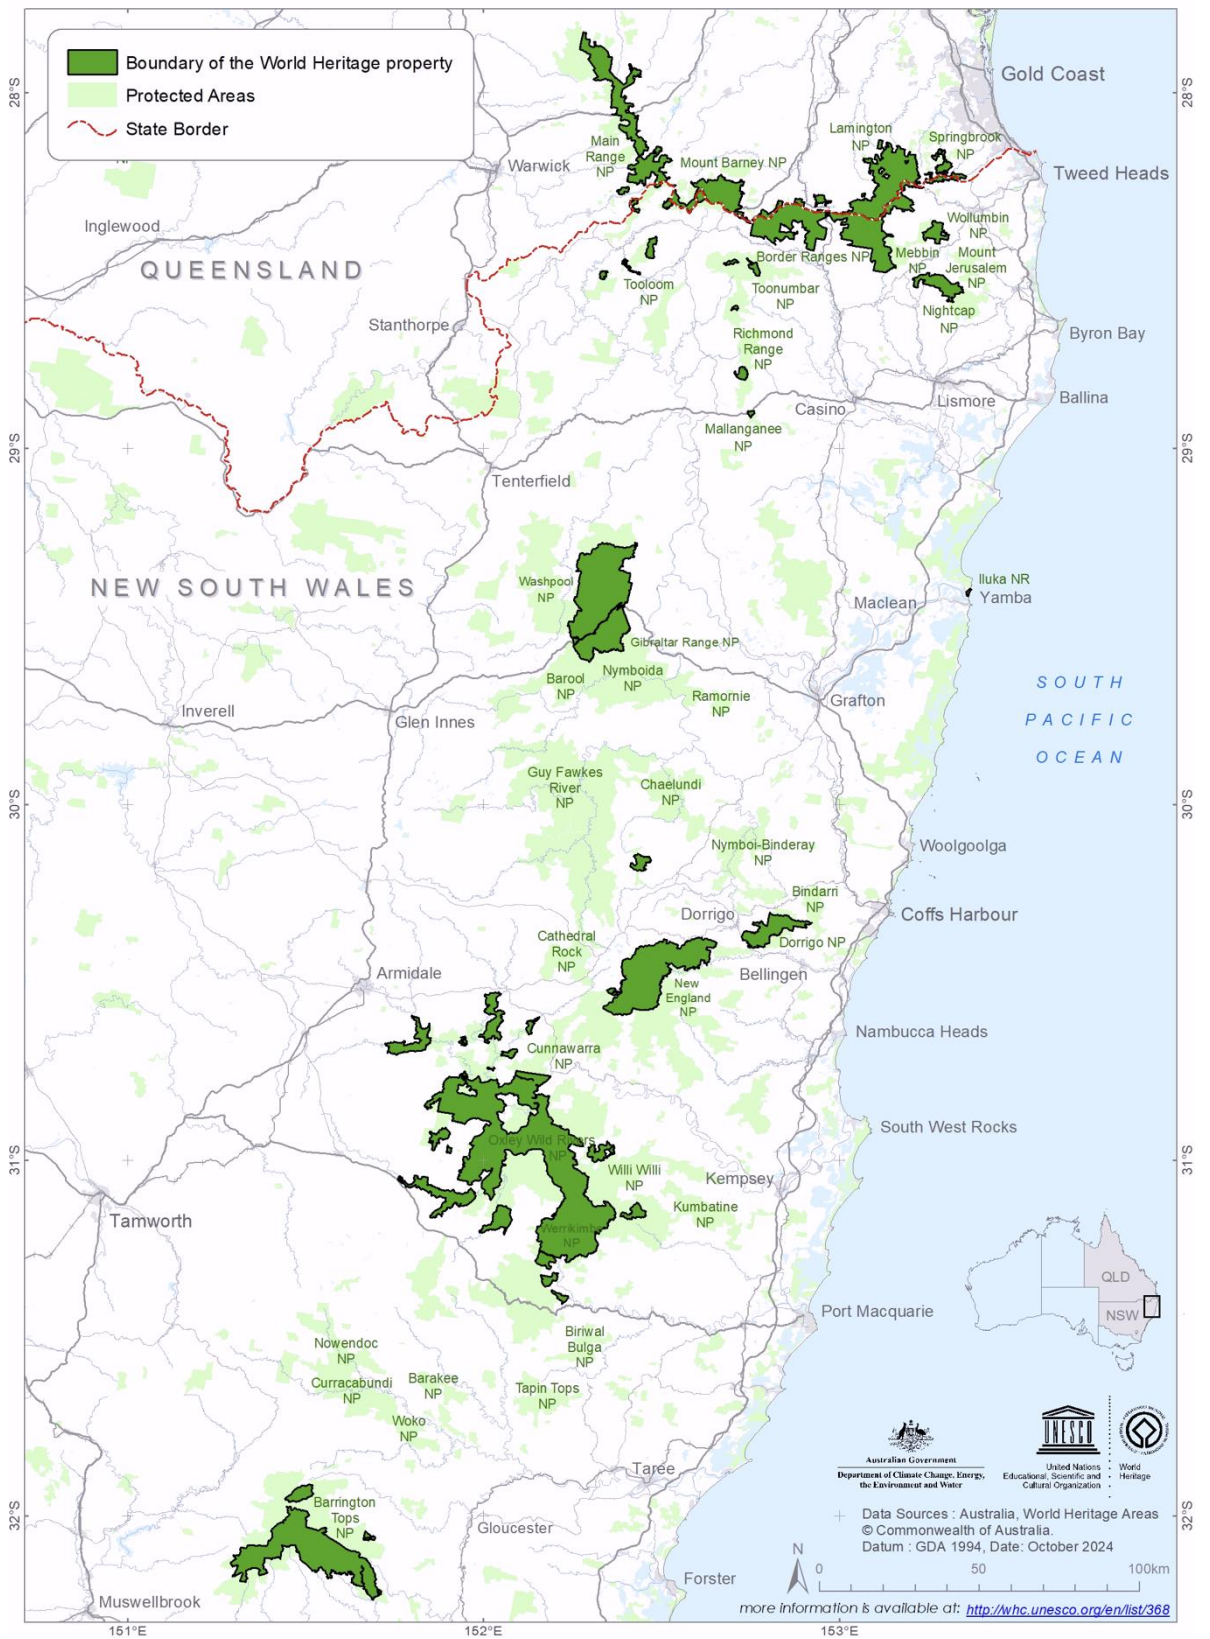 Boundary of the World Heritage property
Protected Areas
State Border
Gold Coast
28°S
28°S
Lamington
NP
Springbrook
NP
Main
Range
NP
Mount Barney NP
Warwick
Tweed Heads
NP
Inglewood
QUEENSLAND
Wollumbin
NP
Border Ranges NP
Mebbin
NP
Mount
Jerusalem
NP
Tooloom
NP
Toonumbar
NP
Nightcap
NP
Stanthorpe
Byron Bay
Richmond
Range
NP
Casino
Lismore
Ballina
Mallanganee
NP
29°S
29°S
Tenterfield
NEW SOUTH WALES
Washpool
NP
Iluka NR
Yamba
Maclean
Gibraltar Range NP
Barool
NP
Nymboida
NP
Ramornie
NP
Grafton
SOUTH
PACIFIC
OCEAN
Inverell
Glen Innes
Guy Fawkes
River
NP
Chaelundi
NP
30°S
30°S
Nymboi-Binderay
NP
Woolgoolga
Bindarri
NP
Dorrigo
Coffs Harbour
Cathedral
Rock
NP
Dorrigo NP
Armidale
Bellingen
New
England
NP
Nambucca Heads
Cunnawarra
NP
South West Rocks
Oxley Wild Rivers
NP
31°S
31°S
Willi Willi
NP
Kempsey
Kumbatine
NP
Tamworth
Werrikimbe
NP
QLD
NSW
Port Macquarie
Biriwal
Bulga
NP
Nowendoc
NP
Curracabundi
NP
Barakee
NP
Tapin Tops
NP
Woko
NP
Taree
Barrington
Tops
NP
32°S
32°S
Gloucester
Forster
Muswellbrook
Australian Government
Department of Climate Change, Energy,
the Environment and Water
UNESCO
United Nations
Educational, Scientific and
Cultural Organization
World
Heritage
Data Sources : Australia, World Heritage Areas
© Commonwealth of Australia.
Datum : GDA 1994, Date: October 2024
N
0 50 100km
more information is available at: http://whc.unesco.org/en/list/368
151°E
152°E
153°E